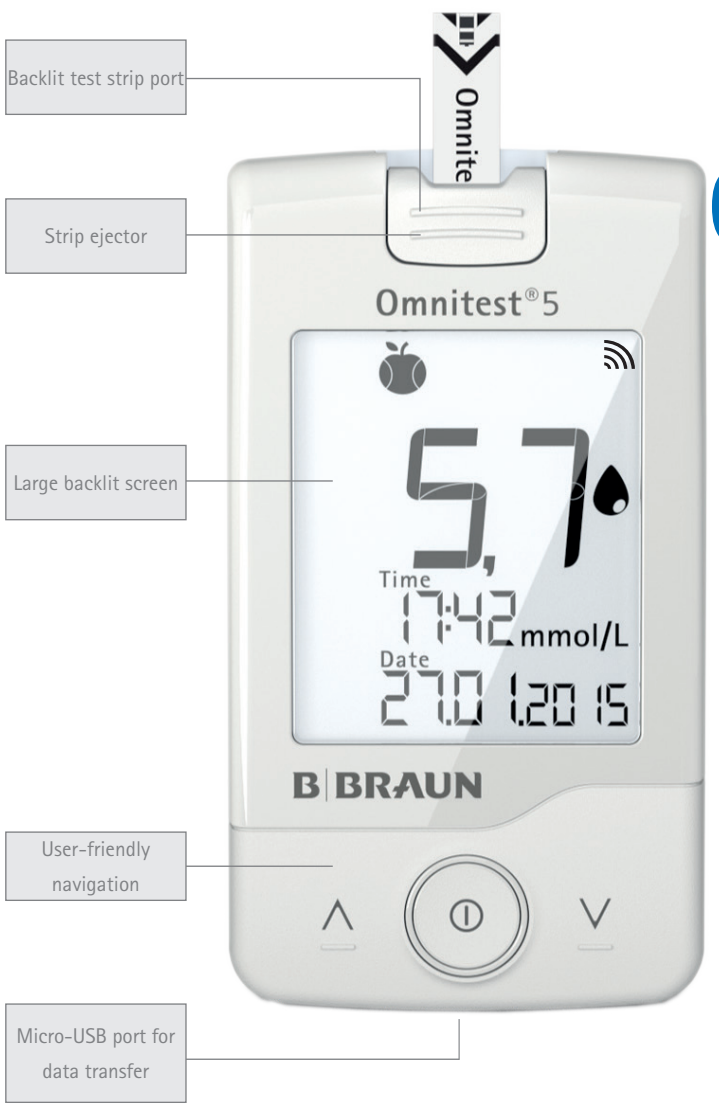 Backlit test strip port
Omnite
Strip ejector
Omnitest®5
Large backlit screen
5,7
Time
17:42
mmol/L
Date
27.01.2015
B|BRAUN
User-friendly
navigation
Micro-USB port for
data transfer